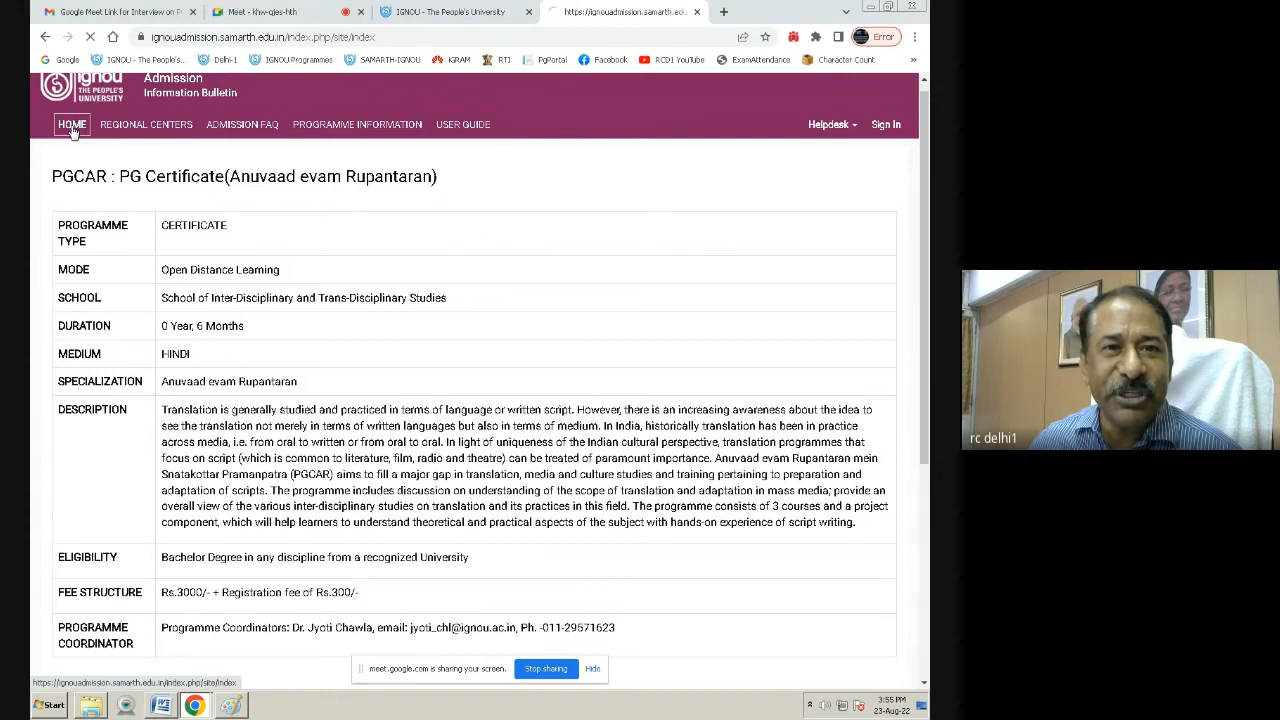 Google Meet Link for Interview on P
Meet - khw-qjes-hth
IGNOU - The People's University
https://ignouadmission.samarth.edu.in
ignouadmission.samarth.edu.in/index.php/site/index
Error
Google
IGNOU - The People's...
Delhi-1
IGNOU Programmes
SAMARTH-IGNOU
IGRAM
RTI
PgPortal
Facebook
RCD1 YouTube
ExamAttendance
Character Count
ignou
THE PEOPLE'S
UNIVERSITY
Admission
Information Bulletin
HOME REGIONAL CENTERS ADMISSION FAQ PROGRAMME INFORMATION USER GUIDE Helpdesk Sign In
PGCAR : PG Certificate(Anuvaad evam Rupantaran)
PROGRAMME TYPE CERTIFICATE
MODE Open Distance Learning
SCHOOL School of Inter-Disciplinary and Trans-Disciplinary Studies
DURATION 0 Year, 6 Months
MEDIUM HINDI
SPECIALIZATION Anuvaad evam Rupantaran
DESCRIPTION Translation is generally studied and practiced in terms of language or written script. However, there is an increasing awareness about the idea to
see the translation not merely in terms of written languages but also in terms of medium. In India, historically translation has been in practice
across media, i.e. from oral to written or from oral to oral. In light of uniqueness of the Indian cultural perspective, translation programmes that
focus on script (which is common to literature, film, radio and theatre) can be treated of paramount importance. Anuvaad evam Rupantaran mein
Snatakottar Pramanpatra (PGCAR) aims to fill a major gap in translation, media and culture studies and training pertaining to preparation and
adaptation of scripts. The programme includes discussion on understanding of the scope of translation and adaptation in mass media; provide an
overall view of the various inter-disciplinary studies on translation and its practices in this field. The programme consists of 3 courses and a project
component, which will help learners to understand theoretical and practical aspects of the subject with hands-on experience of script writing.
ELIGIBILITY Bachelor Degree in any discipline from a recognized University
FEE STRUCTURE Rs.3000/- + Registration fee of Rs.300/-
PROGRAMME COORDINATOR Programme Coordinators: Dr. Jyoti Chawla, email: jyoti_chl@ignou.ac.in, Ph. -011-29571623
meet.google.com is sharing your screen. Stop sharing Hide
https://ignouadmission.samarth.edu.in/index.php/site/index
Start
3:55 PM
23-Aug-22
rc delhi1